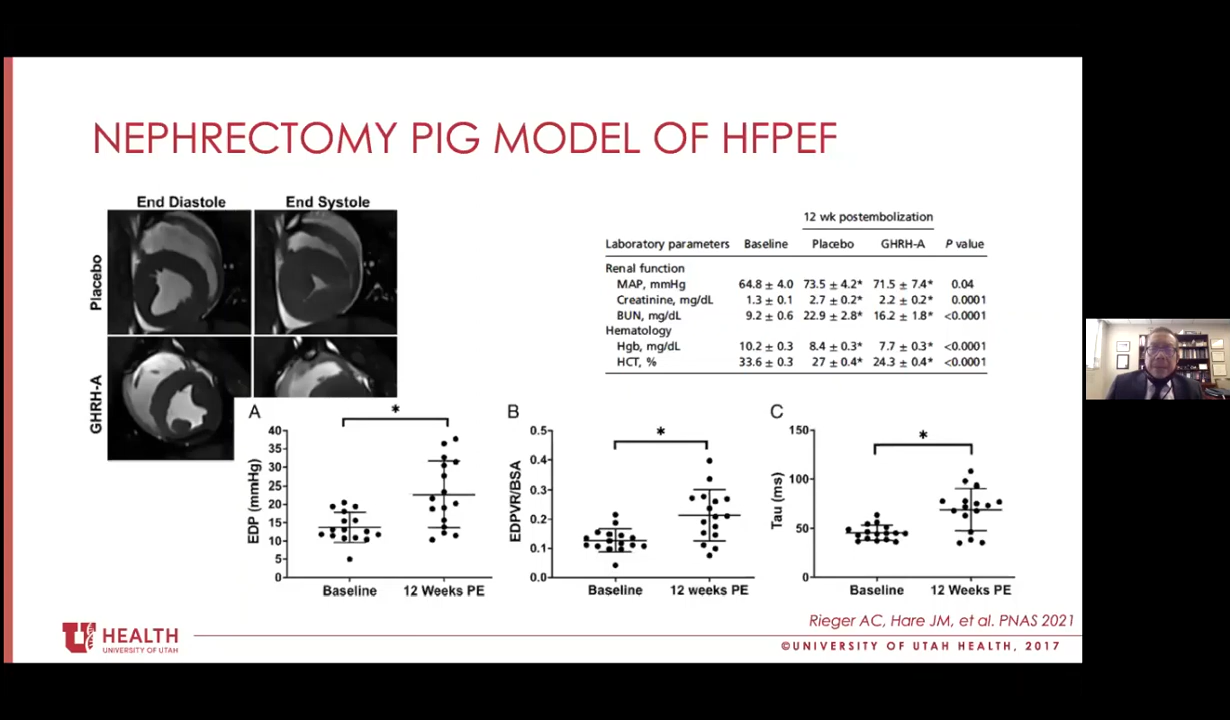 NEPHRECTOMY PIG MODEL OF HFPEF
End Diastole End Systole
Placebo
GHRH-A
12 wk postembolization
Laboratory parameters Baseline Placebo GHRH-A P value
Renal function
MAP, mmHg 64.8 ± 4.0 73.5 ± 4.2* 71.5 ± 7.4* 0.04
Creatinine, mg/dL 1.3 ± 0.1 2.7 ± 0.2* 2.2 ± 0.2* 0.0001
BUN, mg/dL 9.2 ± 0.6 22.9 ± 2.8* 16.2 ± 1.8* <0.0001
Hematology
Hgb, mg/dL 10.2 ± 0.3 8.4 ± 0.3* 7.7 ± 0.3* <0.0001
HCT, % 33.6 ± 0.3 27 ± 0.4* 24.3 ± 0.4* <0.0001
A
*
EDP (mmHg)
40
35
30
25
20
15
10
5
0
Baseline 12 Weeks PE
B
*
EDPVR/BSA
0.5
0.4
0.3
0.2
0.1
0.0
Baseline 12 weeks PE
C
*
Tau (ms)
150
100
50
0
Baseline 12 Weeks PE
Rieger AC, Hare JM, et al. PNAS 2021
U HEALTH
UNIVERSITY OF UTAH
©UNIVERSITY OF UTAH HEALTH, 2017